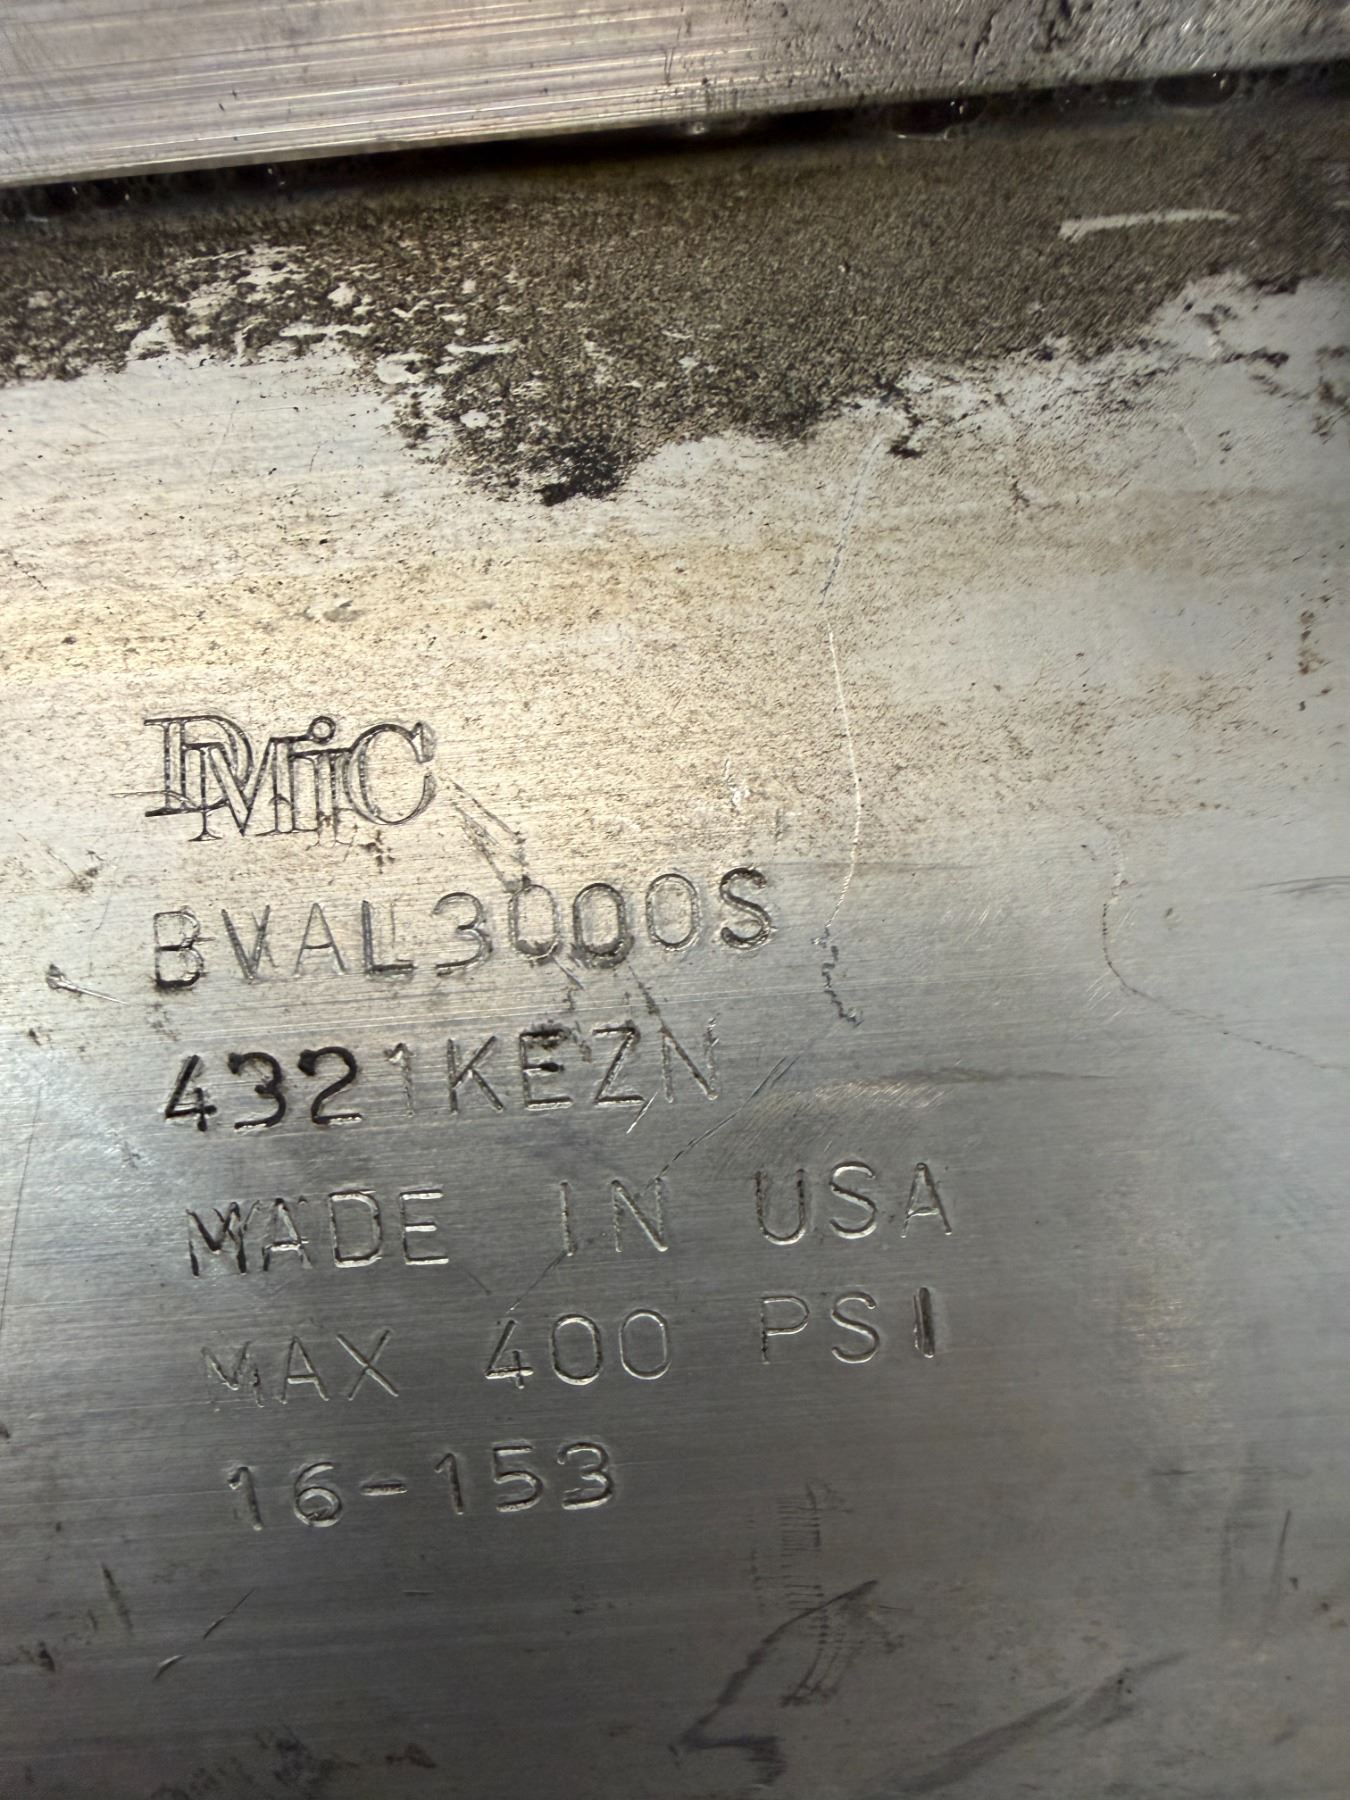 DMiC
BVAL3000S
4321KEZN
MADE IN USA
MAX 400 PSI
16-153